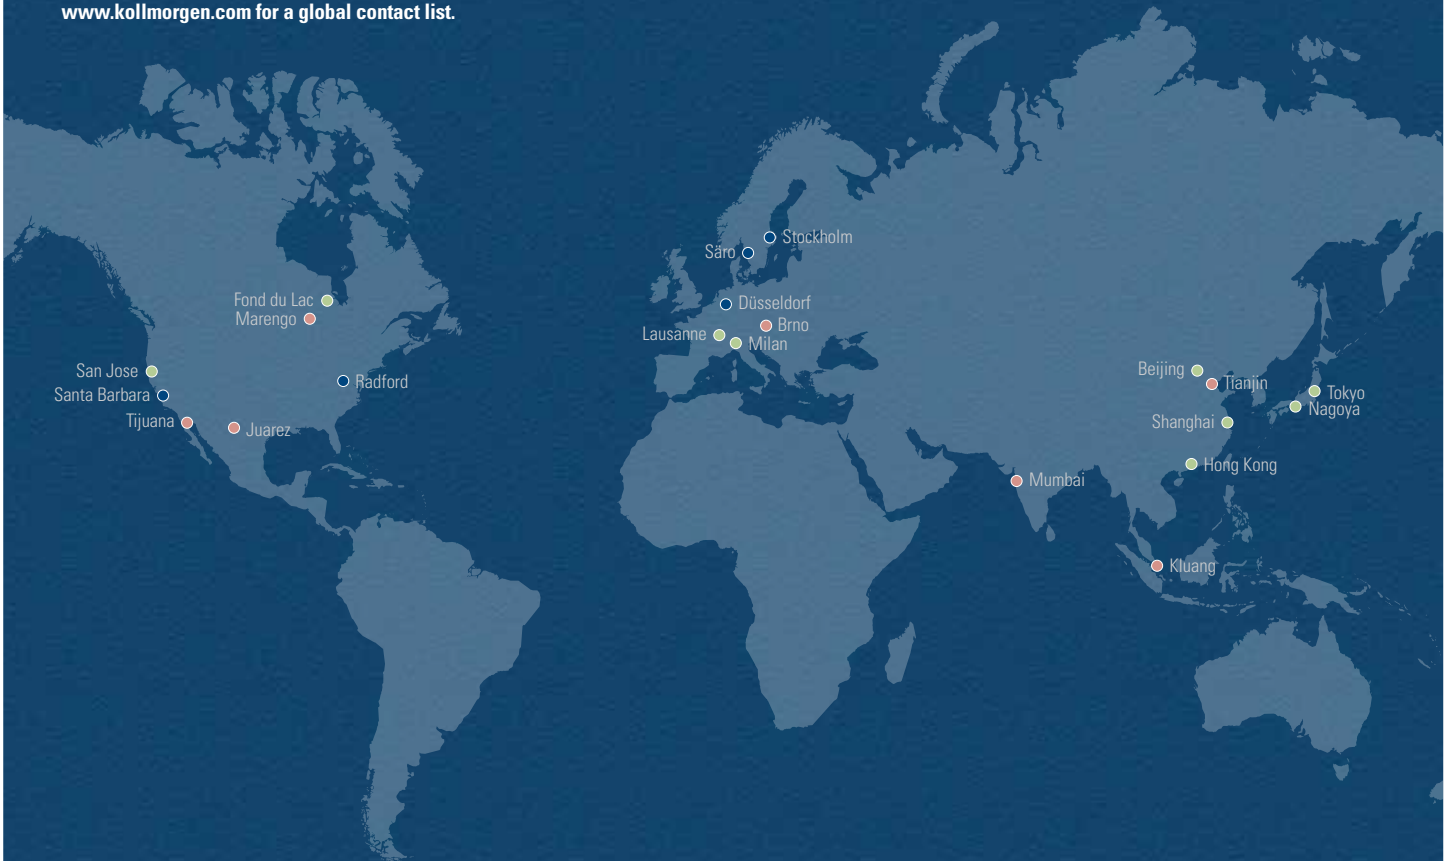 www.kollmorgen.com for a global contact list.
Stockholm
Säro
Fond du Lac
Marengo
Düsseldorf
Brno
Lausanne
Milan
San Jose
Santa Barbara
Radford
Tijuana
Juarez
Beijing
Tianjin
Tokyo
Nagoya
Shanghai
Hong Kong
Mumbai
Kluang